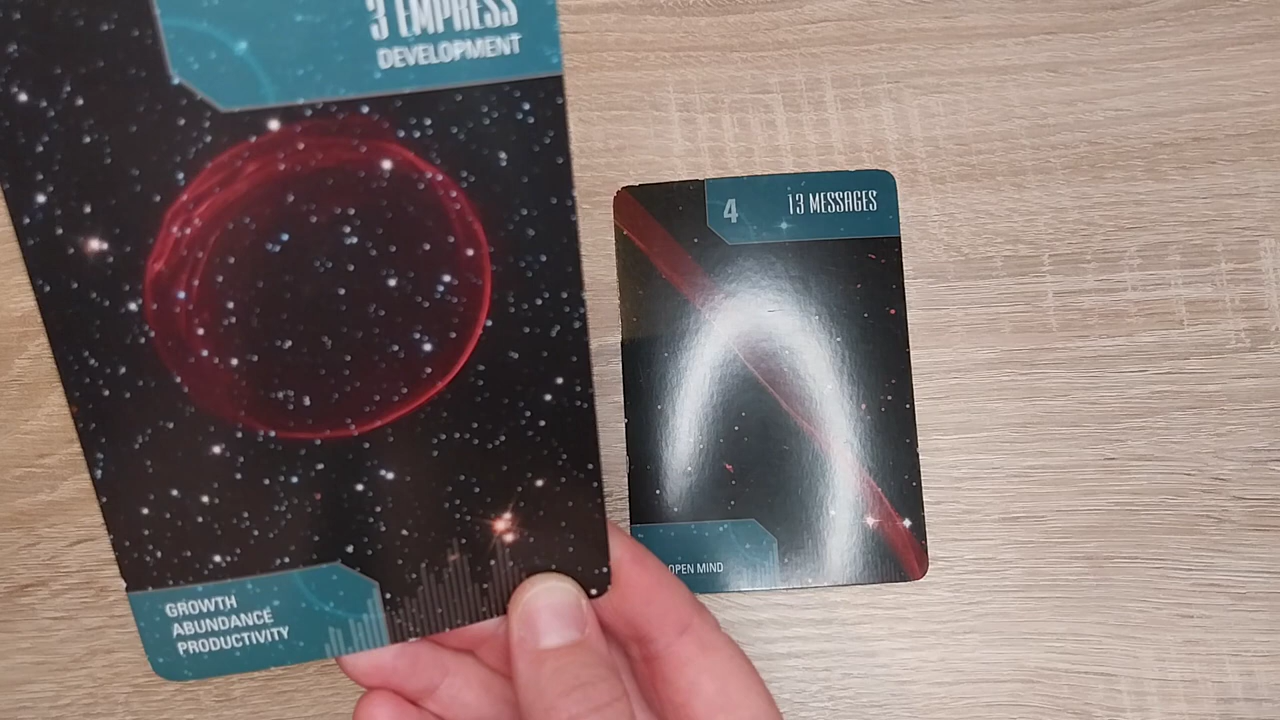 3 EMPRESS
DEVELOPMENT
GROWTH
ABUNDANCE
PRODUCTIVITY
4
13 MESSAGES
OPEN MIND